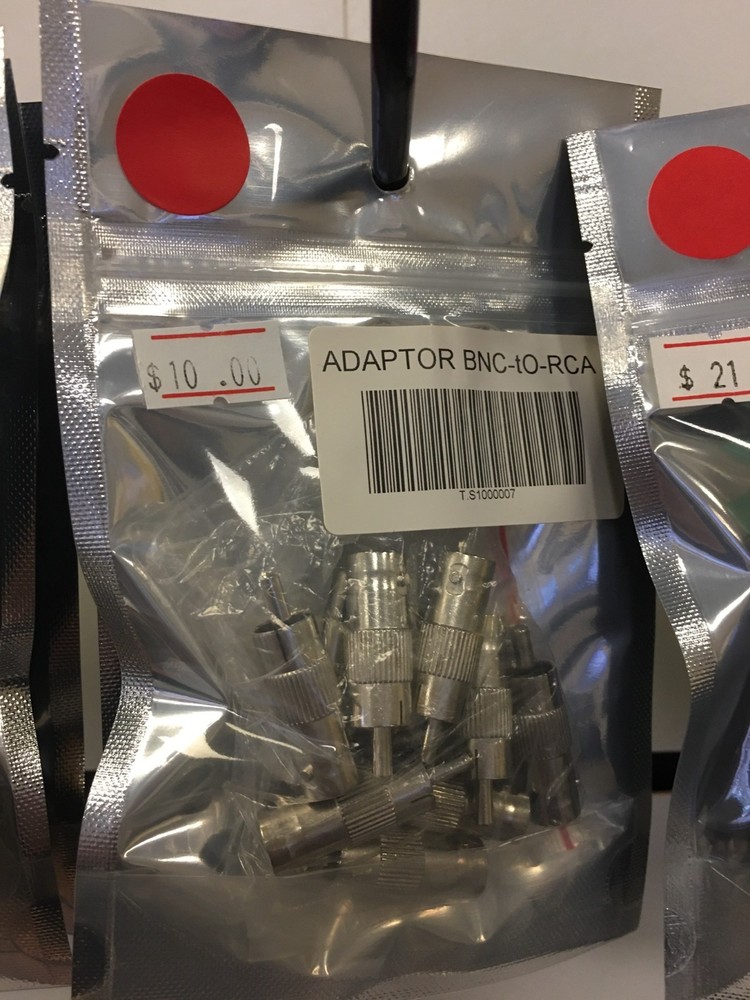 $10 .00
ADAPTOR BNC-tO-RCA
T.S1000007
$ 21